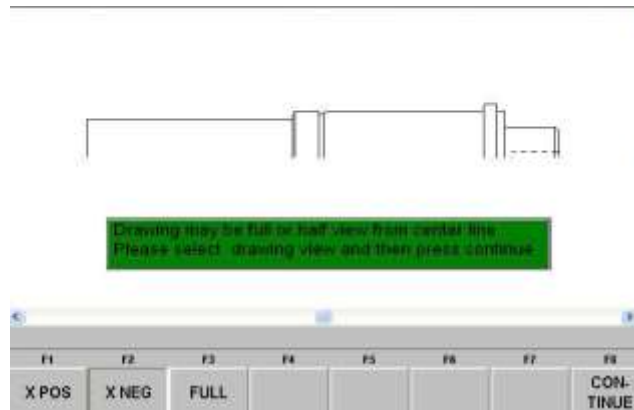 Drawing may be full or half view from center line
Please select drawing view and then press continue
F1 F2 F3 F4 F5 F6 F7 F8
X POS X NEG FULL CON-
TINUE